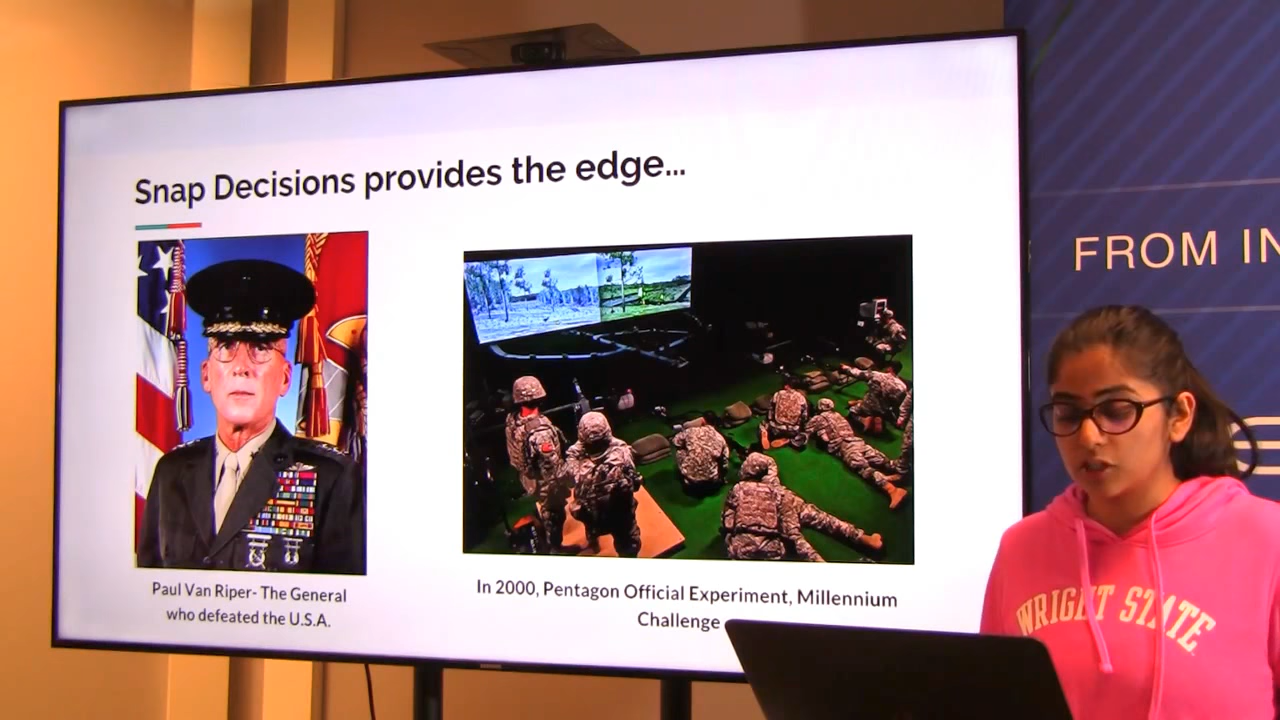 Snap Decisions provides the edge...
Paul Van Riper- The General
who defeated the U.S.A.
In 2000, Pentagon Official Experiment, Millennium
Challenge
FROM IN
WRIGHT STATE
SAMSUNG